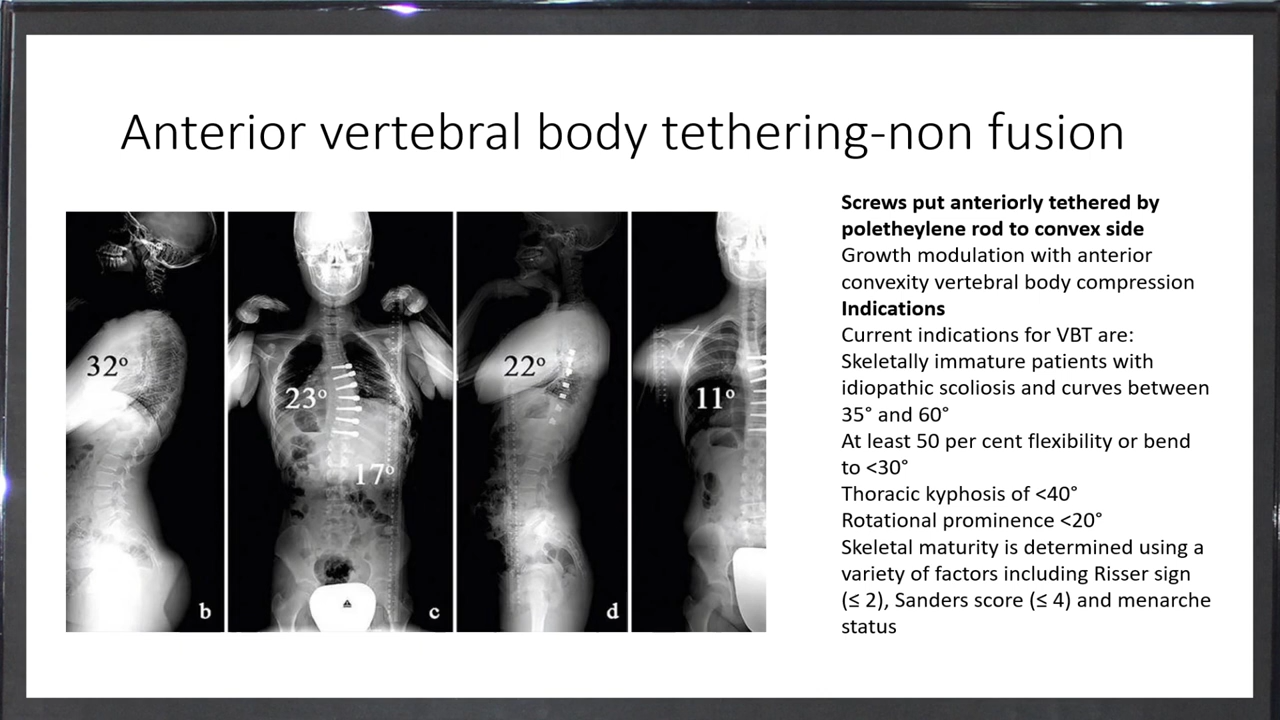 Anterior vertebral body tethering-non fusion
32°
23°
17°
22°
11°
b
c
d
Screws put anteriorly tethered by
poletheylene rod to convex side
Growth modulation with anterior
convexity vertebral body compression
Indications
Current indications for VBT are:
Skeletally immature patients with
idiopathic scoliosis and curves between
35° and 60°
At least 50 per cent flexibility or bend
to <30°
Thoracic kyphosis of <40°
Rotational prominence <20°
Skeletal maturity is determined using a
variety of factors including Risser sign
(≤ 2), Sanders score (≤ 4) and menarche
status